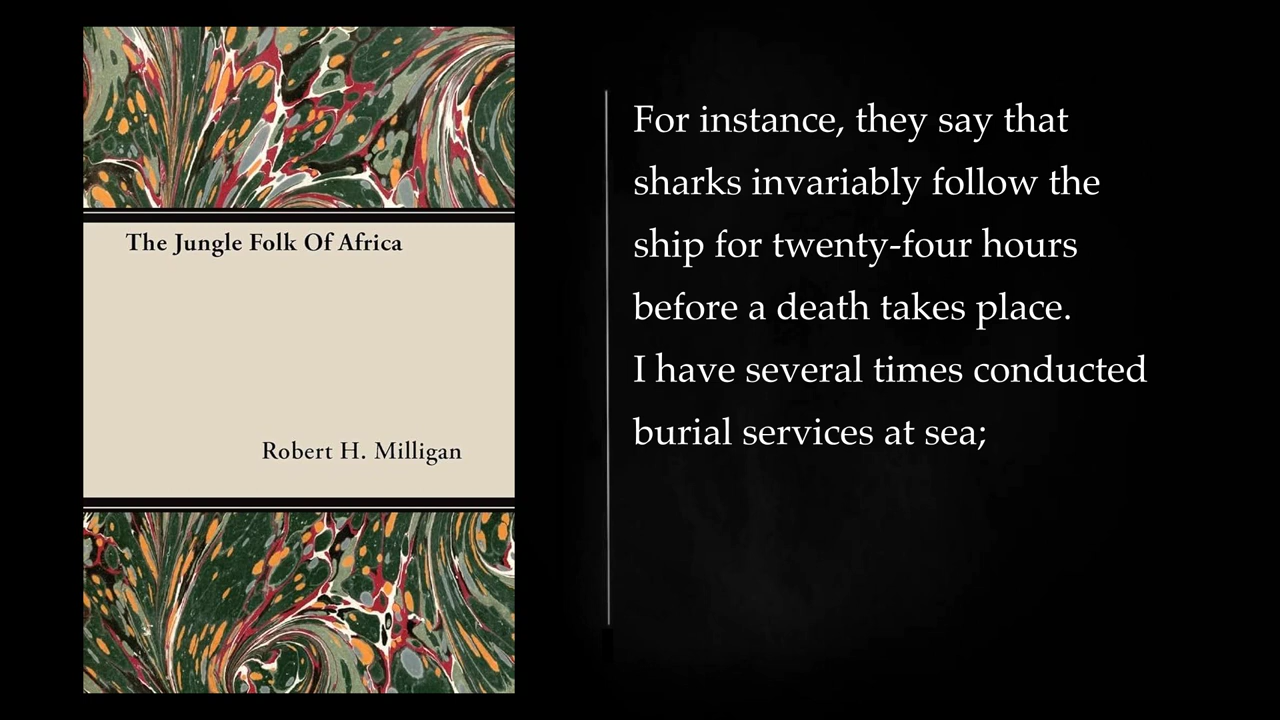 The Jungle Folk Of Africa
Robert H. Milligan
For instance, they say that
sharks invariably follow the
ship for twenty-four hours
before a death takes place.
I have several times conducted
burial services at sea;